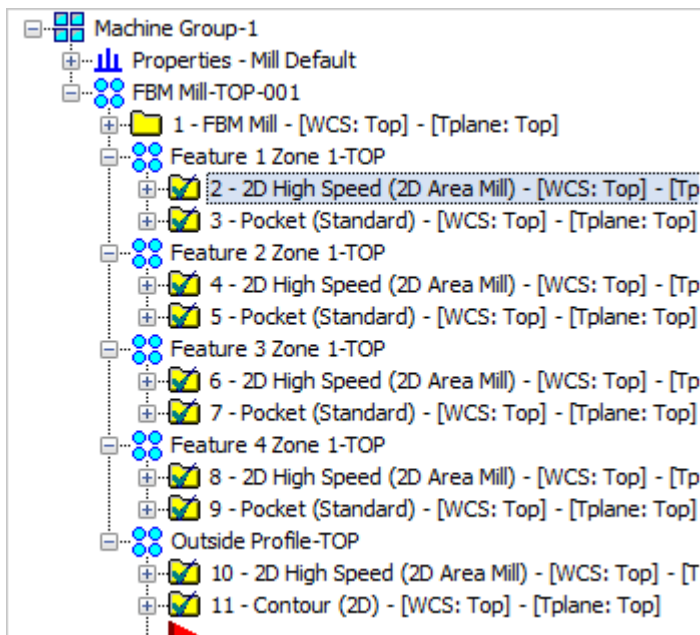 Machine Group-1
Properties - Mill Default
FBM Mill-TOP-001
1 - FBM Mill - [WCS: Top] - [Tplane: Top]
Feature 1 Zone 1-TOP
2 - 2D High Speed (2D Area Mill) - [WCS: Top] - [Tp
3 - Pocket (Standard) - [WCS: Top] - [Tplane: Top]
Feature 2 Zone 1-TOP
4 - 2D High Speed (2D Area Mill) - [WCS: Top] - [Tp
5 - Pocket (Standard) - [WCS: Top] - [Tplane: Top]
Feature 3 Zone 1-TOP
6 - 2D High Speed (2D Area Mill) - [WCS: Top] - [Tp
7 - Pocket (Standard) - [WCS: Top] - [Tplane: Top]
Feature 4 Zone 1-TOP
8 - 2D High Speed (2D Area Mill) - [WCS: Top] - [Tp
9 - Pocket (Standard) - [WCS: Top] - [Tplane: Top]
Outside Profile-TOP
10 - 2D High Speed (2D Area Mill) - [WCS: Top] - [T
11 - Contour (2D) - [WCS: Top] - [Tplane: Top]